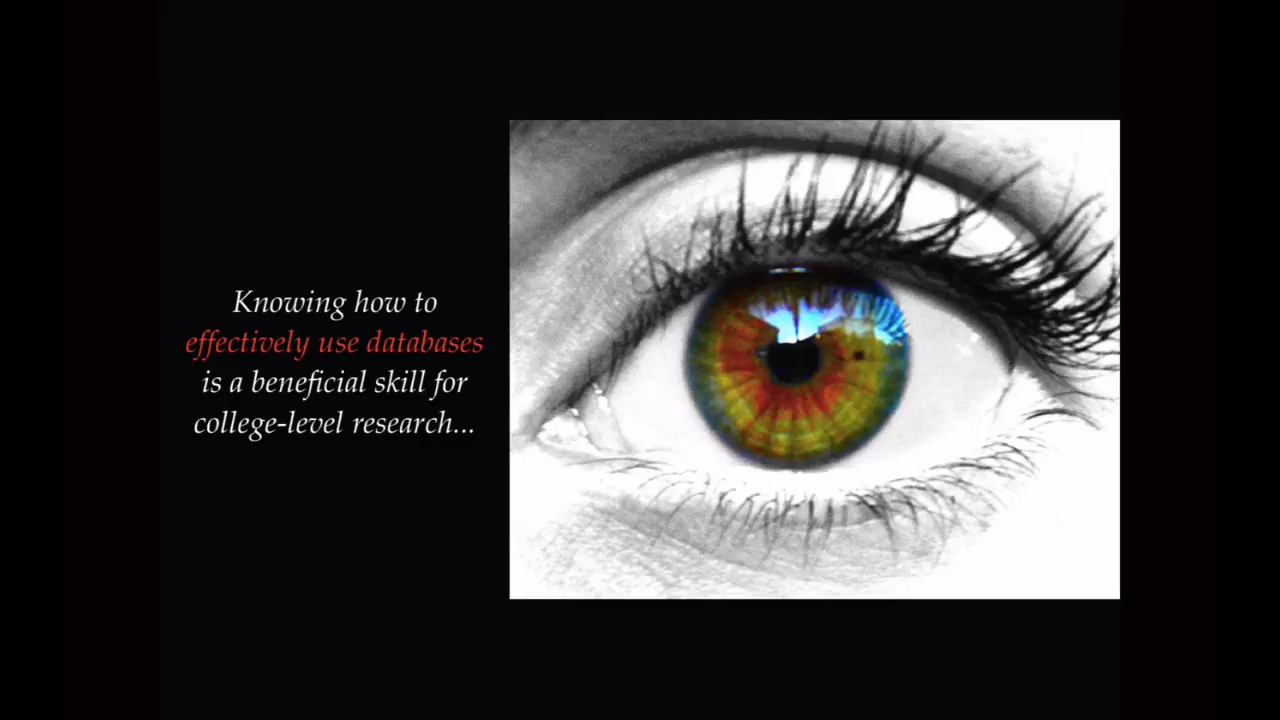 Knowing how to
effectively use databases
is a beneficial skill for
college-level research...